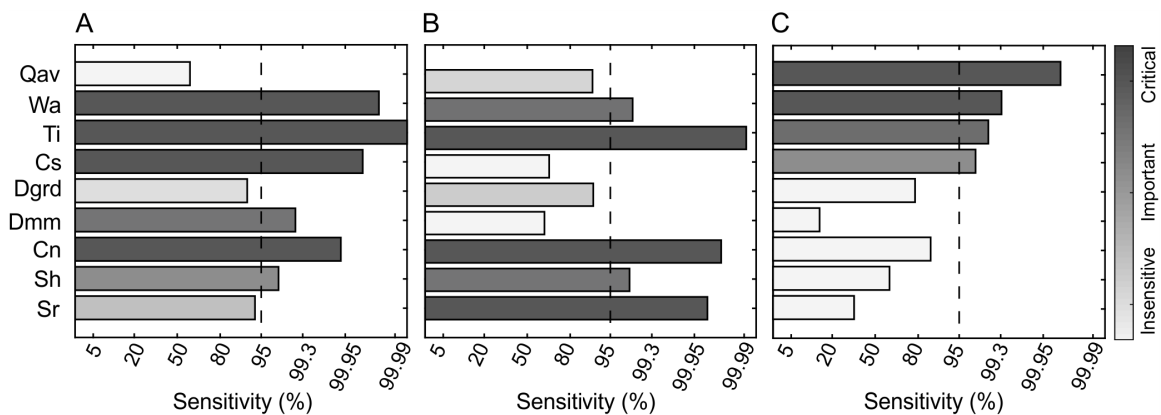 A
B
C
Qav
Wa
Ti
Cs
Dgrd
Dmm
Cn
Sh
Sr
5 20 50 80 95 99.3 99.95 99.99
5 20 50 80 95 99.3 99.95 99.99
5 20 50 80 95 99.3 99.95 99.99
Sensitivity (%)
Sensitivity (%)
Sensitivity (%)
Critical
Important
Insensitive